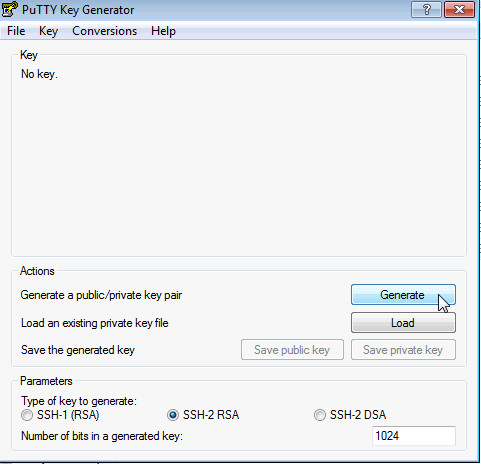 PuTTY Key Generator
File Key Conversions Help
Key
No key.
Actions
Generate a public/private key pair Generate
Load an existing private key file Load
Save the generated key Save public key Save private key
Parameters
Type of key to generate:
SSH-1 (RSA) SSH-2 RSA SSH-2 DSA
Number of bits in a generated key: 1024